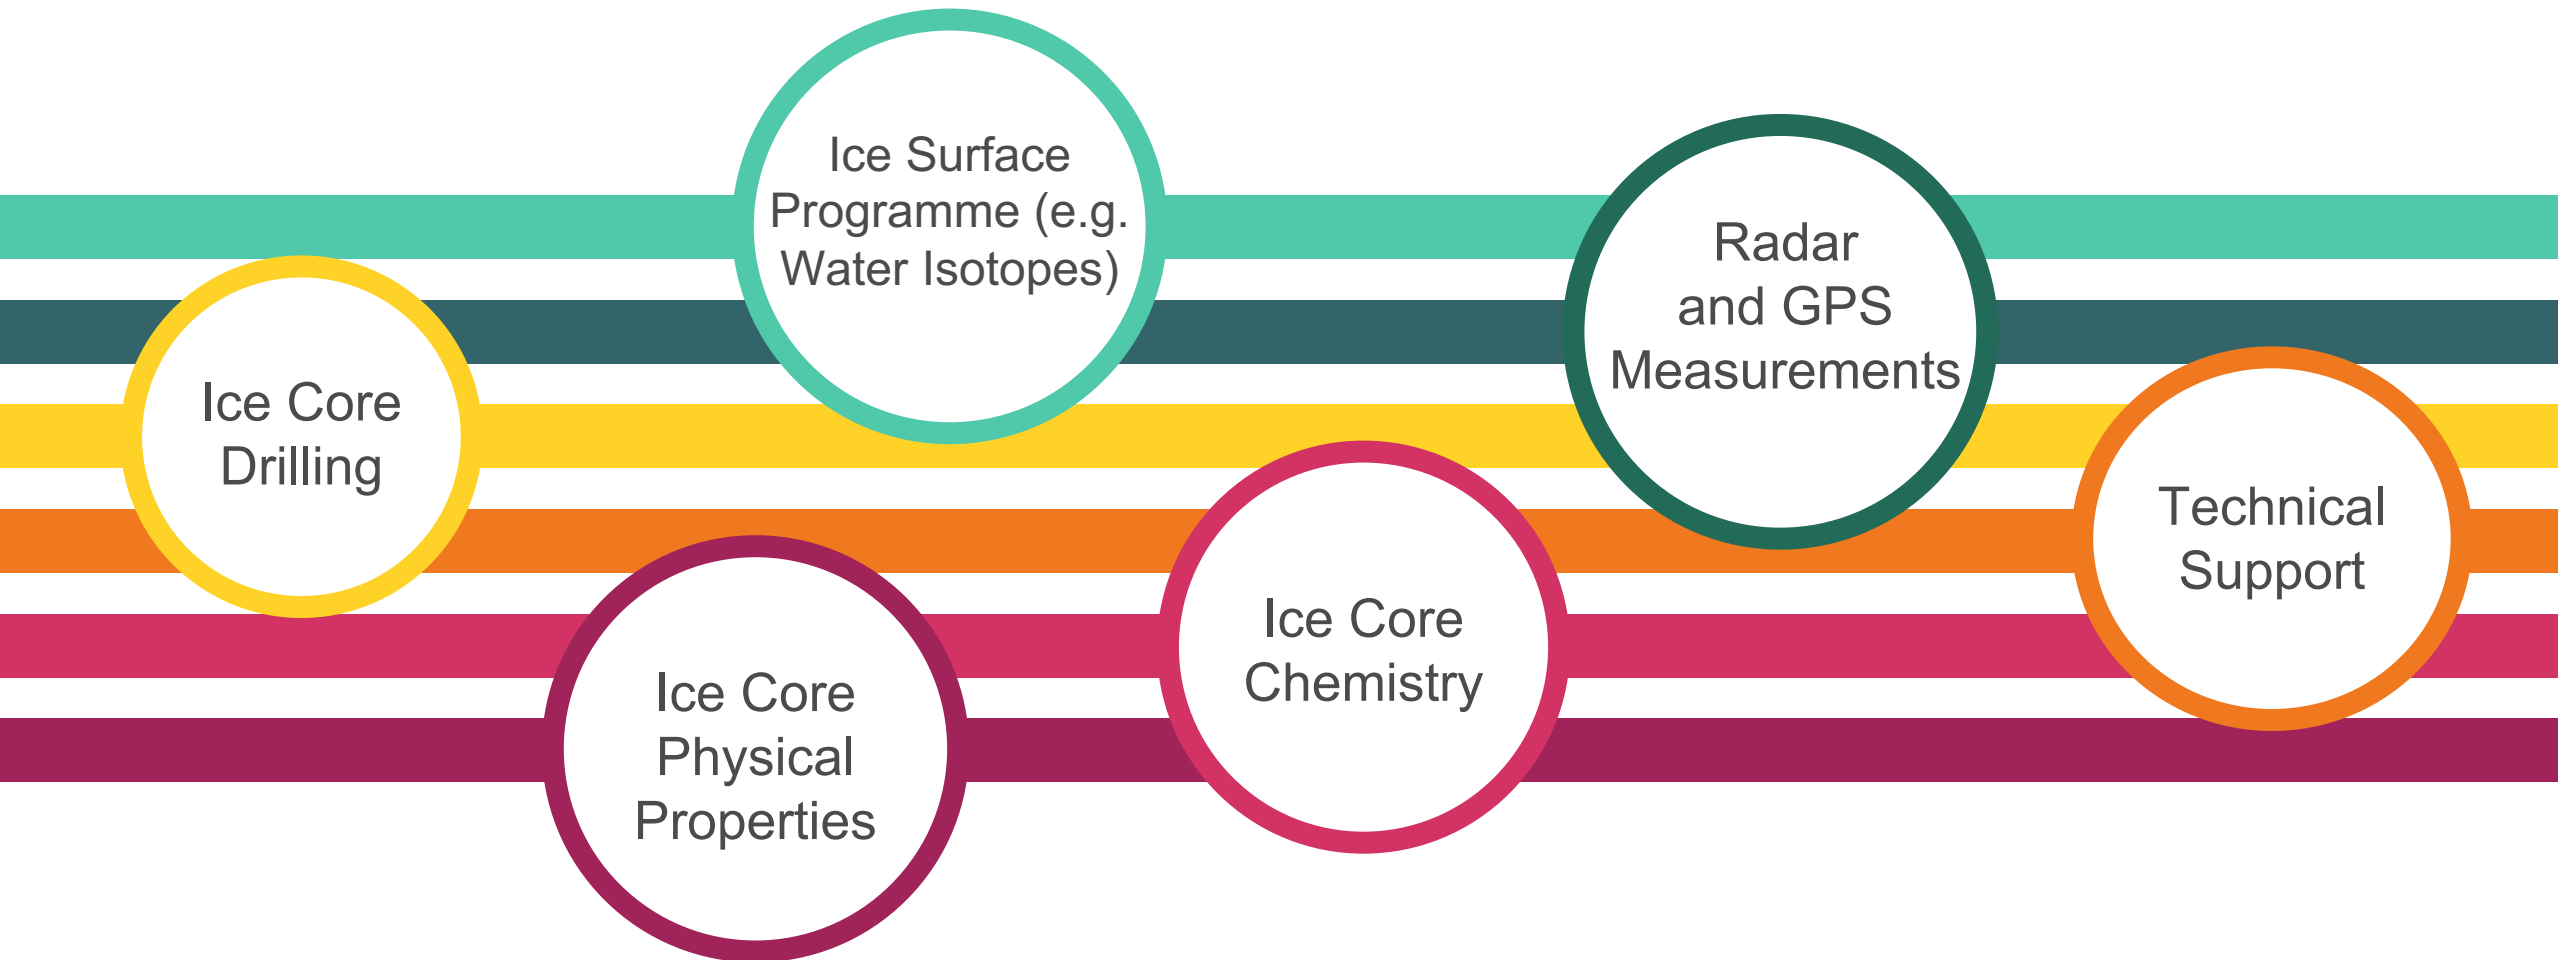 Ice Surface
Programme (e.g.
Water Isotopes)
Radar
and GPS
Measurements
Ice Core
Drilling
Technical
Support
Ice Core
Chemistry
Ice Core
Physical
Properties